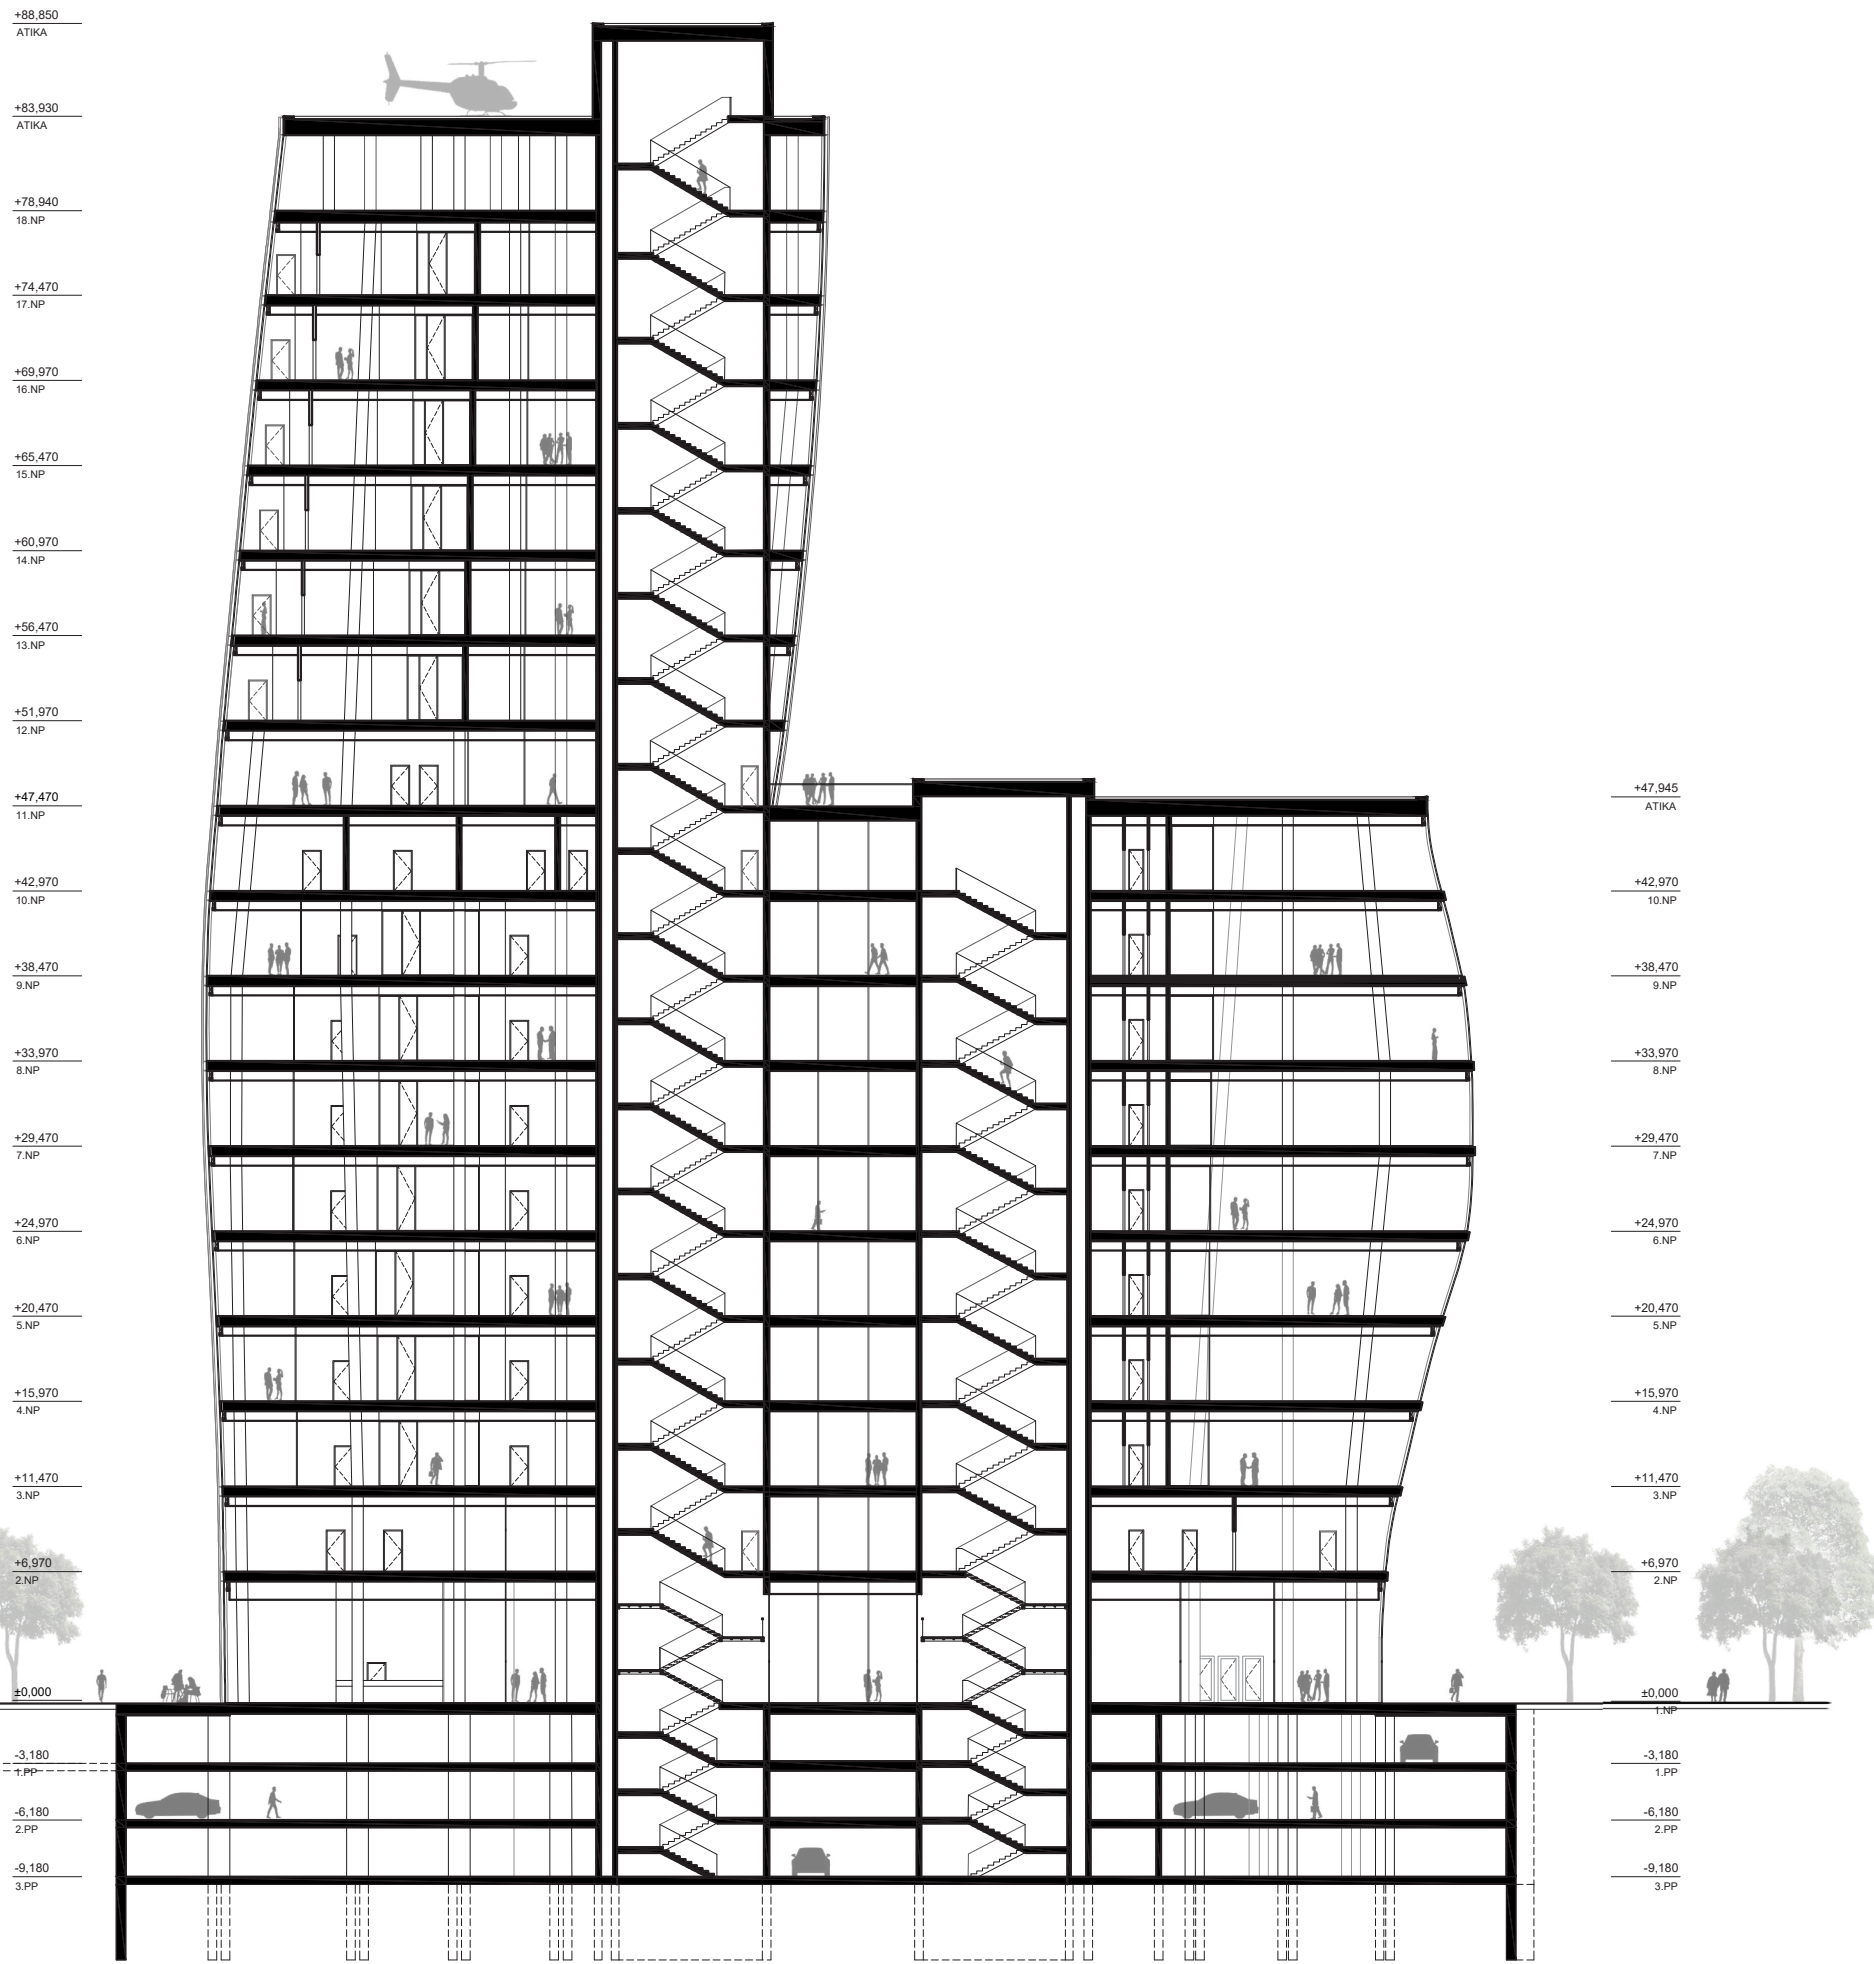 +88,850
ATIKA
+83,930
ATIKA
+78,940
18.NP
+74,470
17.NP
+69,970
16.NP
+65,470
15.NP
+60,970
14.NP
+56,470
13.NP
+51,970
12.NP
+47,470
11.NP
+42,970
10.NP
+38,470
9.NP
+33,970
8.NP
+29,470
7.NP
+24,970
6.NP
+20,470
5.NP
+15,970
4.NP
+11,470
3.NP
+6,970
2.NP
±0,000
-3,180
1.PP
-6,180
2.PP
-9,180
3.PP
+47,945
ATIKA
+42,970
10.NP
+38,470
9.NP
+33,970
8.NP
+29,470
7.NP
+24,970
6.NP
+20,470
5.NP
+15,970
4.NP
+11,470
3.NP
+6,970
2.NP
±0,000
1.NP
-3,180
1.PP
-6,180
2.PP
-9,180
3.PP